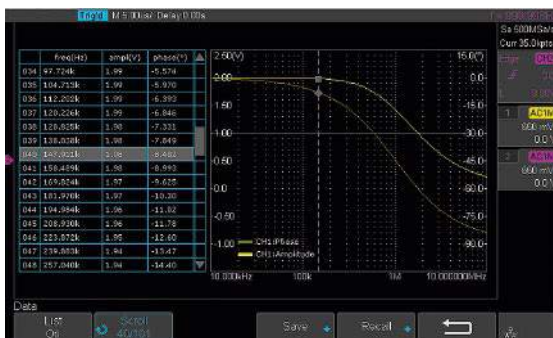 Trig'd M 5.00us/ Delay:0.00s
Sa 500MSa/s
Curr 35.0kpts
freq(Hz) ampl(V) phase(°)
034 97.724k 1.99 -5.574
035 104.713k 1.99 -5.970
036 112.202k 1.99 -6.393
037 120.226k 1.99 -6.846
038 128.825k 1.98 -7.331
039 138.038k 1.98 -7.849
040 147.911k 1.98
041 158.489k 1.98 -8.993
042 169.824k 1.97 -9.625
043 181.970k 1.97 -10.30
044 194.984k 1.96
045 208.930k 1.96 -11.78
046 223.872k 1.95 -12.60
047 239.883k 1.94 -13.47
048 257.040k 1.94 -14.40
2.50(V) 15.0(°)
2.00 0.0
1.50 -15.0
1.00 -30.0
0.50 -45.0
0.0 -60.0
-0.50 -75.0
-1.00 -90.0
CH1:Phase
CH1:Amplitude
10.000kHz 100k 1M 10.000000MHz
1 AC1M
0.0V
2 AC1M
0.0V
Data
List
On
Scroll
40/101
Save
Recall